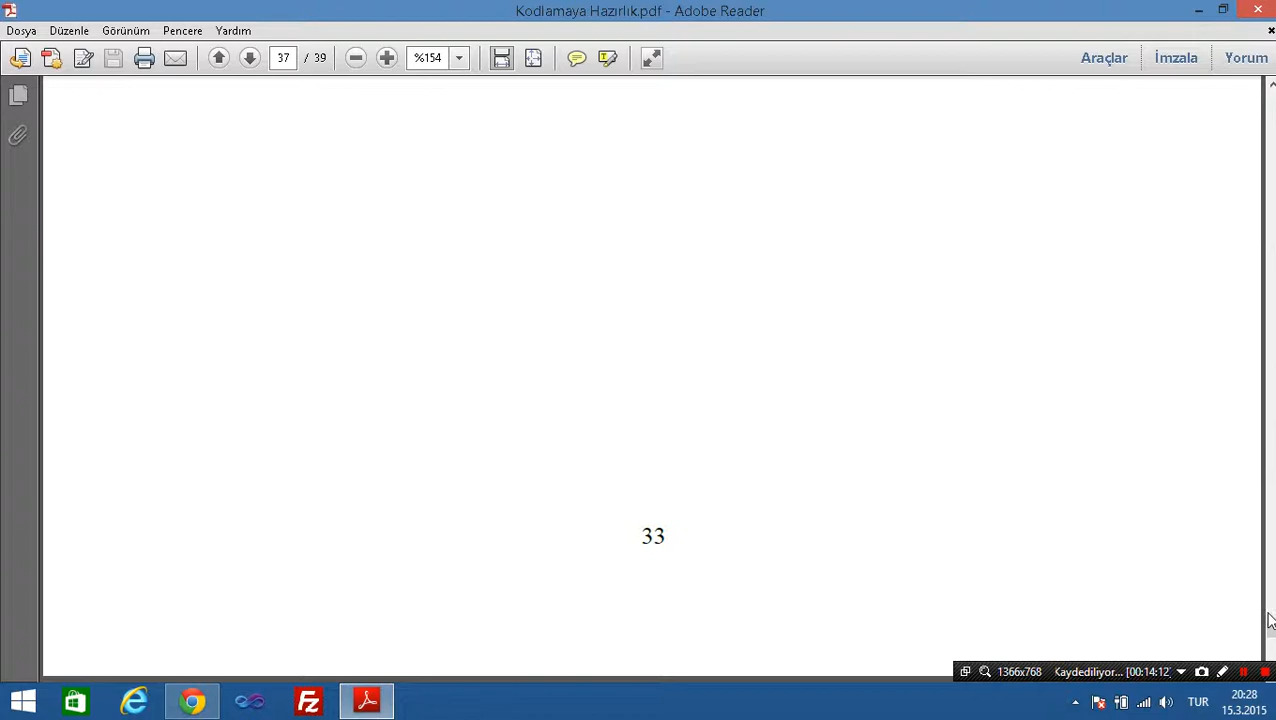 Kodlamaya Hazırlık.pdf - Adobe Reader
Dosya Düzenle Görünüm Pencere Yardım
37 / 39 %154 Araçlar İmzala Yorum
33
1366x768 Kaydediliyor... [00:14:12]
TUR 20:28
15.3.2015